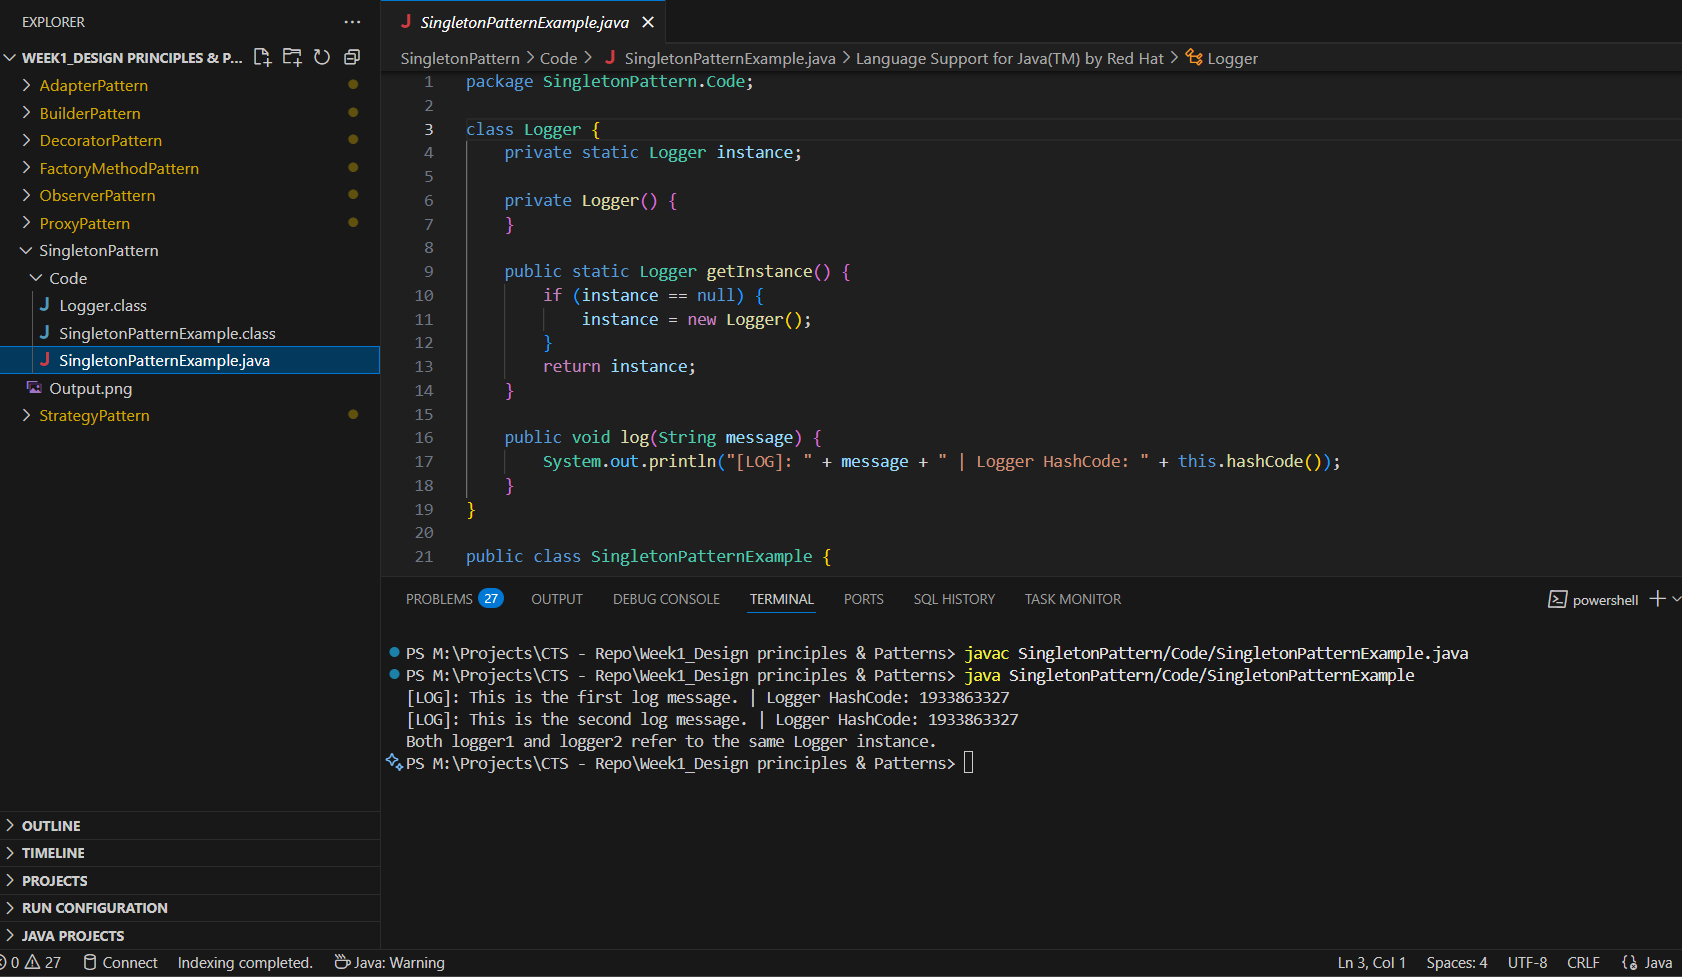 EXPLORER
WEEK1_DESIGN PRINCIPLES & P...
AdapterPattern
BuilderPattern
DecoratorPattern
FactoryMethodPattern
ObserverPattern
ProxyPattern
SingletonPattern
Code
J Logger.class
J SingletonPatternExample.class
J SingletonPatternExample.java
Output.png
StrategyPattern
OUTLINE
TIMELINE
PROJECTS
RUN CONFIGURATION
JAVA PROJECTS
J SingletonPatternExample.java
SingletonPattern > Code > J SingletonPatternExample.java > Language Support for Java(TM) by Red Hat > Logger
1 package SingletonPattern.Code;
2
3 class Logger {
4 private static Logger instance;
5
6 private Logger() {
7 }
8
9 public static Logger getInstance() {
10 if (instance == null) {
11 instance = new Logger();
12 }
13 return instance;
14 }
15
16 public void log(String message) {
17 System.out.println("[LOG]: " + message + " | Logger HashCode: " + this.hashCode());
18 }
19 }
20
21 public class SingletonPatternExample {
PROBLEMS 27 OUTPUT DEBUG CONSOLE TERMINAL PORTS SQL HISTORY TASK MONITOR powershell
PS M:\Projects\CTS - Repo\Week1_Design principles & Patterns> javac SingletonPattern/Code/SingletonPatternExample.java
PS M:\Projects\CTS - Repo\Week1_Design principles & Patterns> java SingletonPattern/Code/SingletonPatternExample
[LOG]: This is the first log message. | Logger HashCode: 1933863327
[LOG]: This is the second log message. | Logger HashCode: 1933863327
Both logger1 and logger2 refer to the same Logger instance.
PS M:\Projects\CTS - Repo\Week1_Design principles & Patterns>
0 27 Connect Indexing completed. Java: Warning Ln 3, Col 1 Spaces: 4 UTF-8 CRLF Java